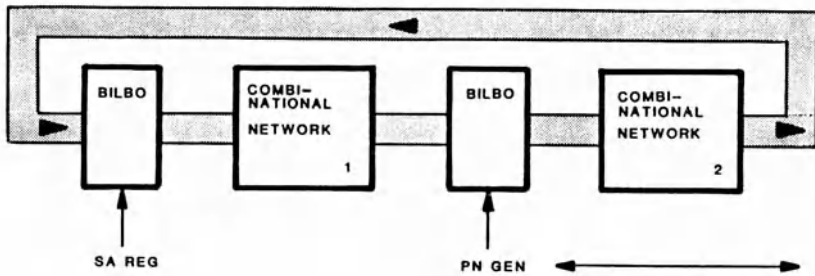 BILBO
COMBI-
NATIONAL
NETWORK
1
BILBO
COMBI-
NATIONAL
NETWORK
2
SA REG
PN GEN